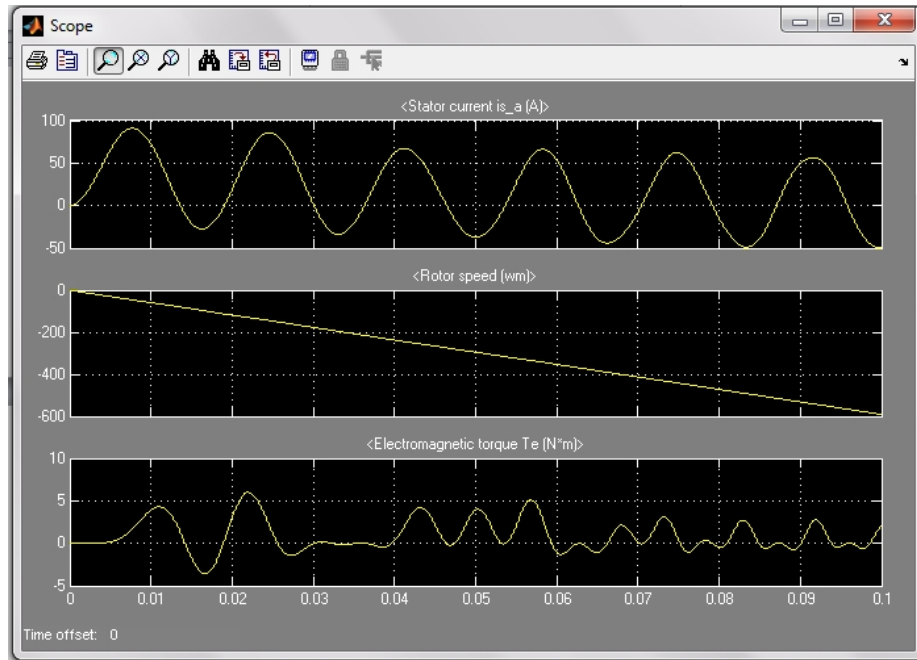 Scope
<Stator current is_a (A)>
100
50
0
-50
<Rotor speed (wm)>
0
-200
-400
-600
<Electromagnetic torque Te (N*m)>
10
5
0
-5
0 0.01 0.02 0.03 0.04 0.05 0.06 0.07 0.08 0.09 0.1
Time offset: 0